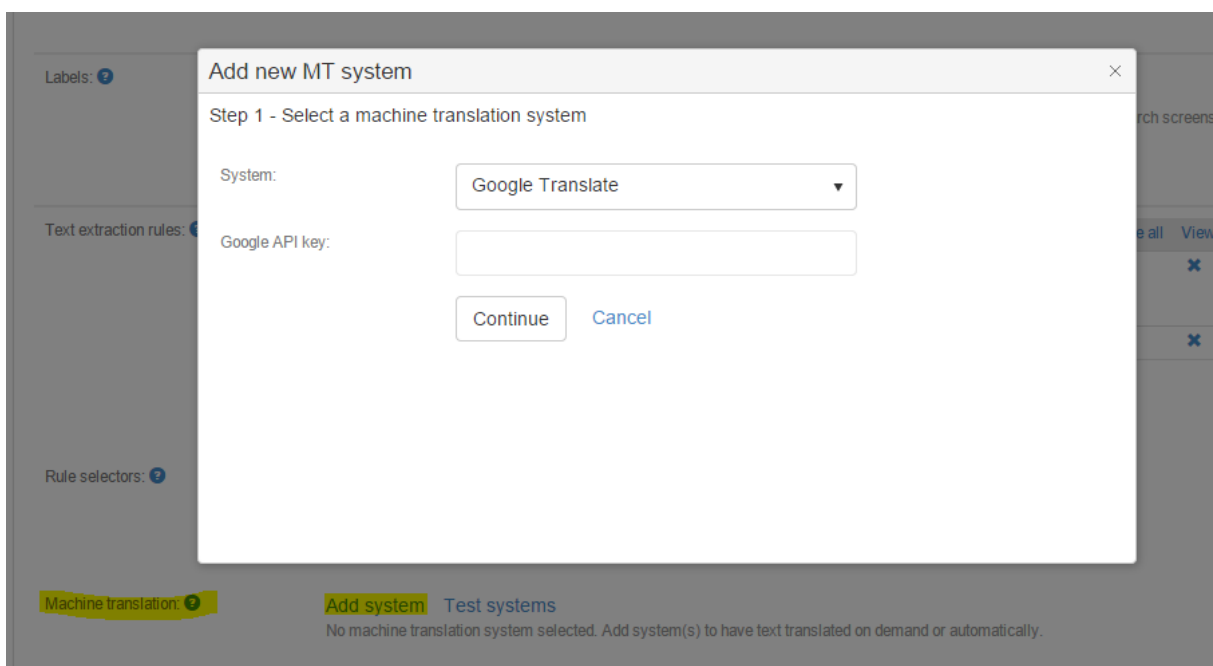 Add new MT system
Step 1 - Select a machine translation system
System:
Google Translate
Google API key:
Continue Cancel
Labels:
rch screens
Text extraction rules:
e all View
Rule selectors:
Machine translation:
Add system Test systems
No machine translation system selected. Add system(s) to have text translated on demand or automatically.